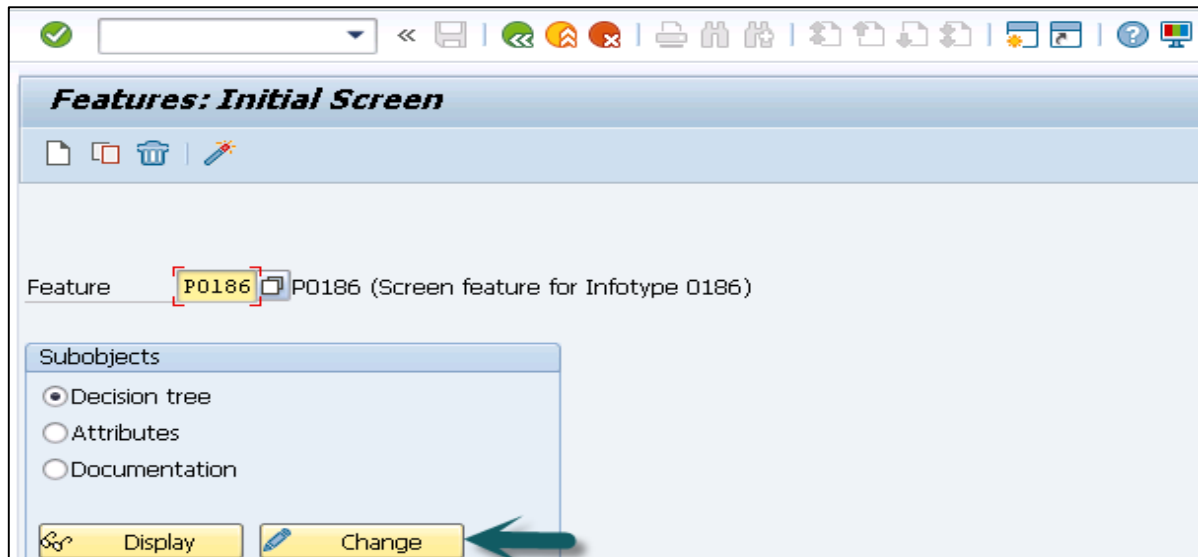 Features: Initial Screen
Feature P0186 P0186 (Screen feature for Infotype 0186)
Subobjects
Decision tree
Attributes
Documentation
Display Change